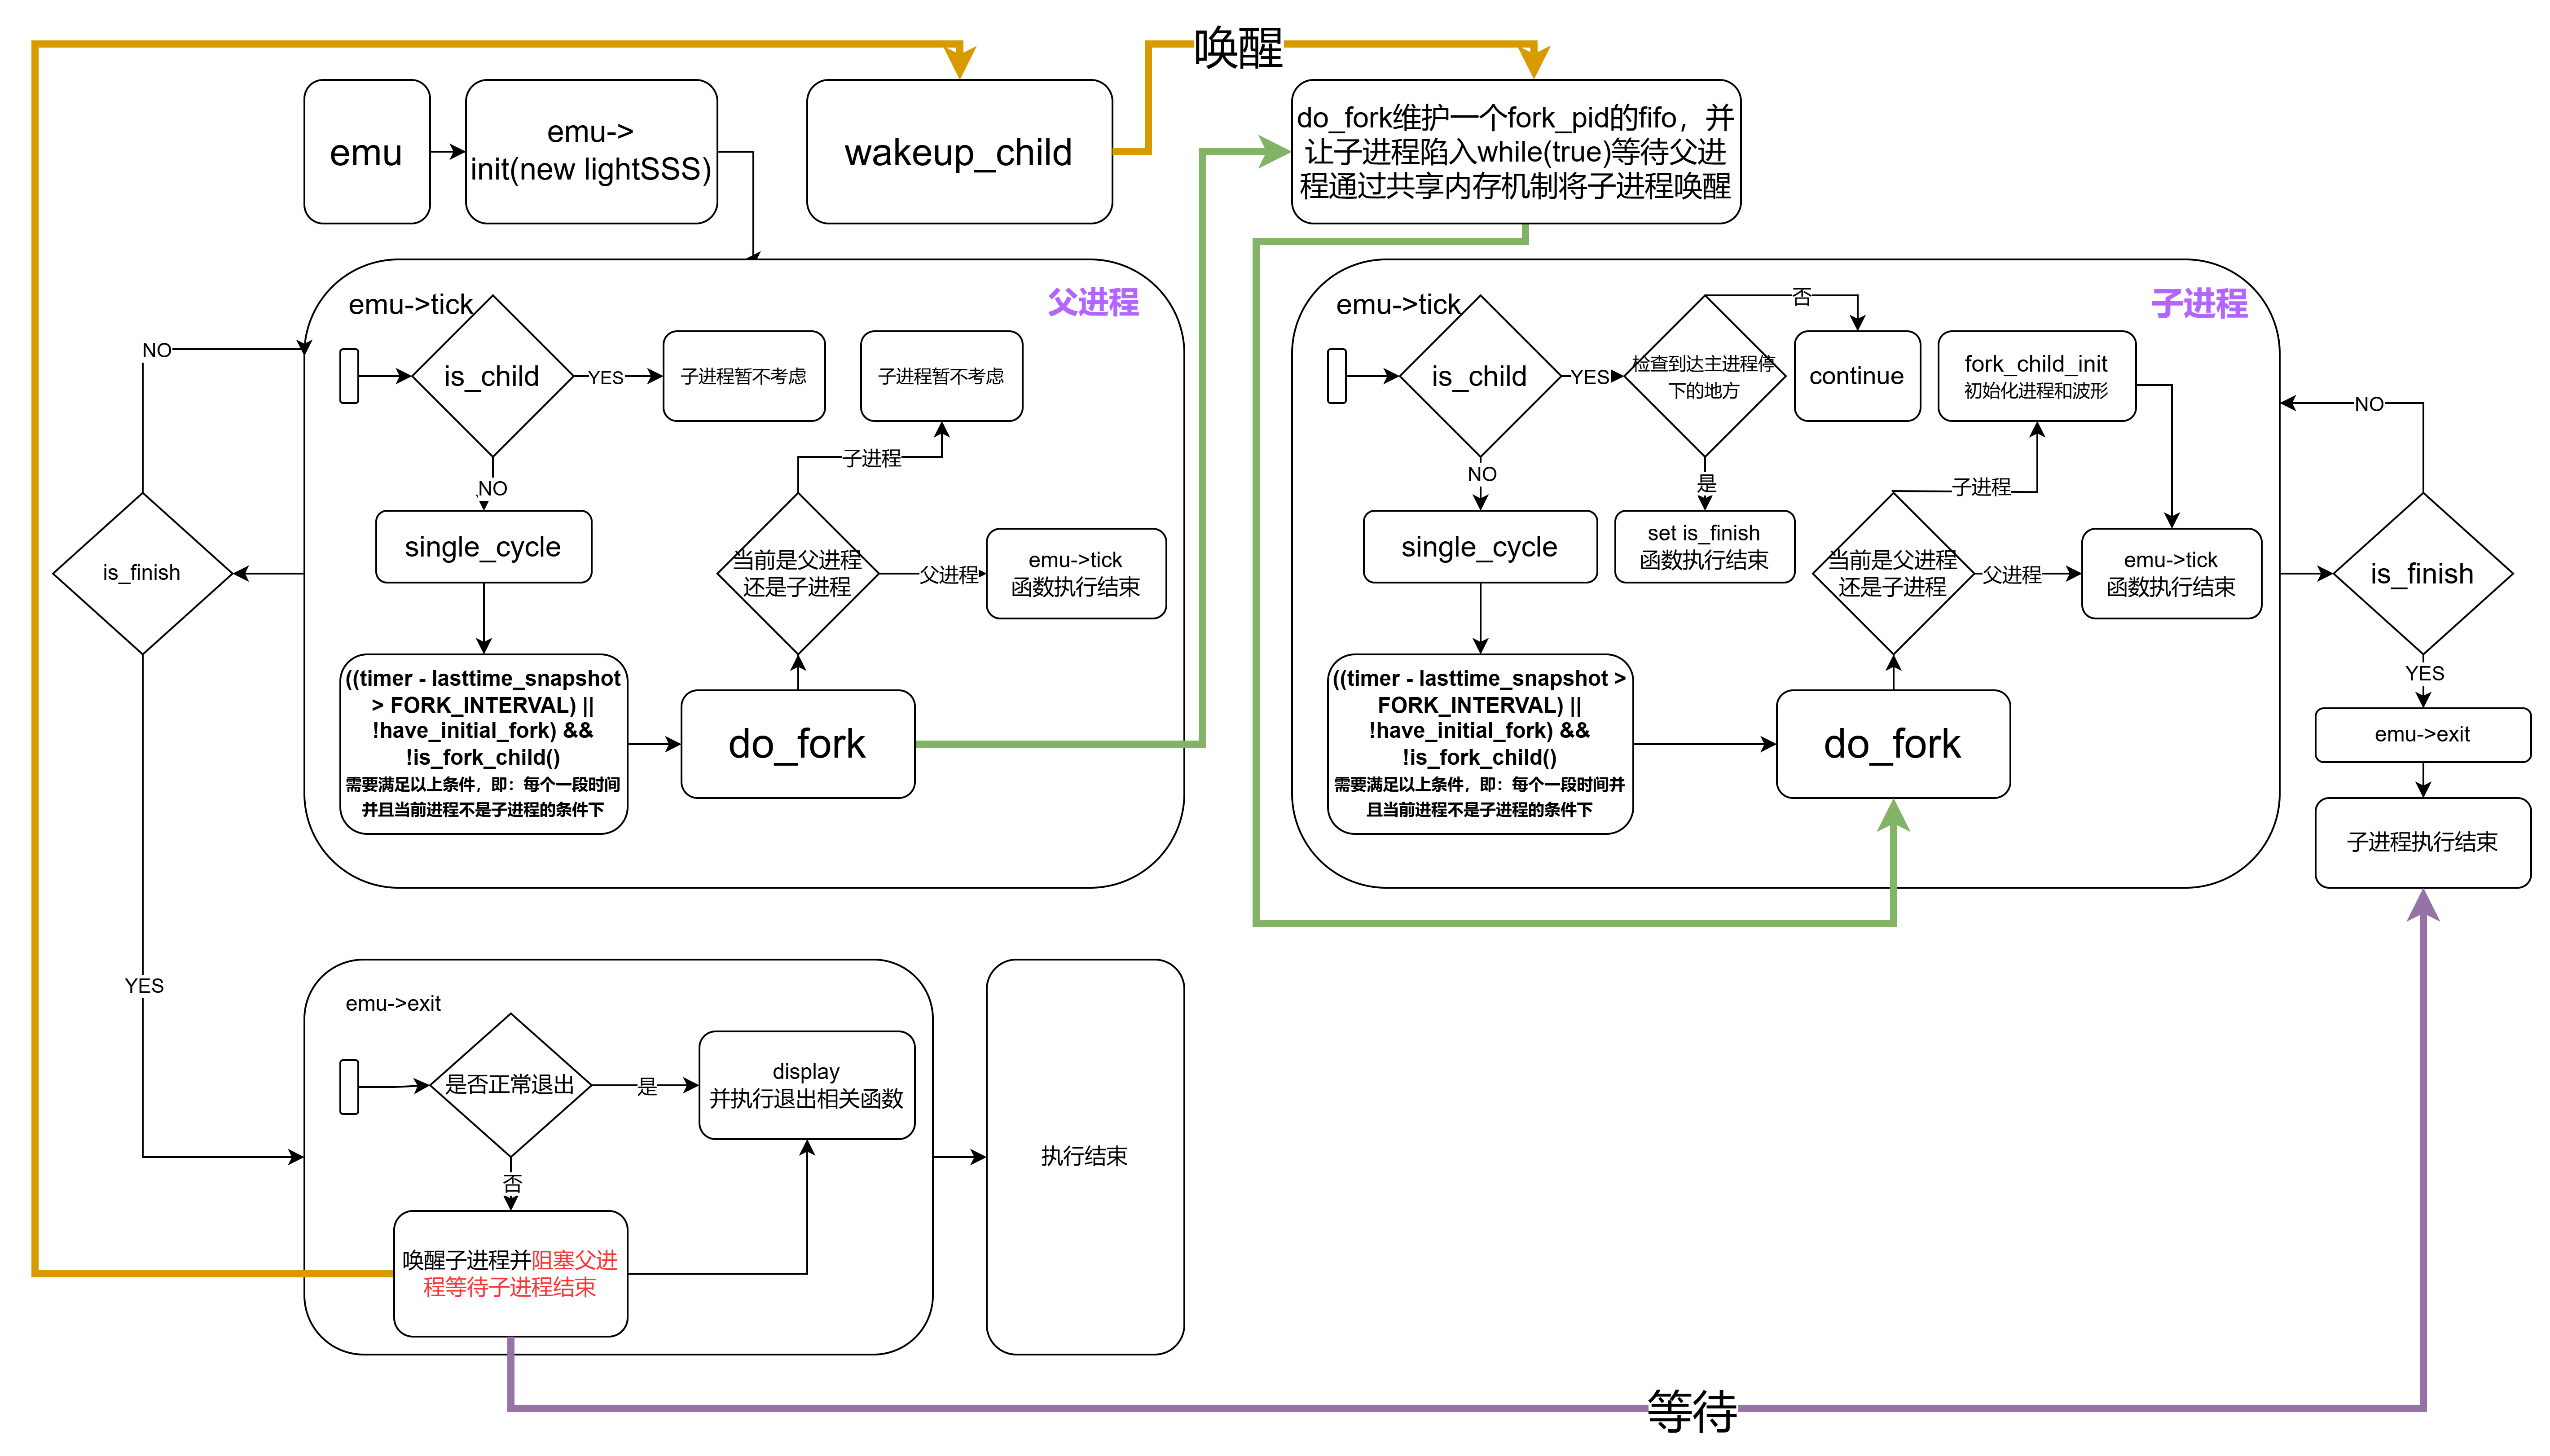 唤醒
emu
emu->
init(new lightSSS)
wakeup_child
do_fork维护一个fork_pid的fifo，并
让子进程陷入while(true)等待父进
程通过共享内存机制将子进程唤醒
emu->tick
父进程
is_child
YES
子进程暂不考虑
子进程暂不考虑
NO
子进程
NO
single_cycle
当前是父进程
还是子进程
父进程
emu->tick
函数执行结束
is_finish
((timer - lasttime_snapshot
> FORK_INTERVAL) ||
!have_initial_fork) &&
!is_fork_child()
需要满足以上条件，即：每个一段时间
并且当前进程不是子进程的条件下
do_fork
YES
emu->tick
子进程
is_child
YES
检查到达主进程停
下的地方
否
continue
fork_child_init
初始化进程和波形
NO
是
子进程
NO
single_cycle
set is_finish
函数执行结束
当前是父进程
还是子进程
父进程
emu->tick
函数执行结束
is_finish
((timer - lasttime_snapshot >
FORK_INTERVAL) ||
!have_initial_fork) &&
!is_fork_child()
需要满足以上条件，即：每个一段时间并
且当前进程不是子进程的条件下
do_fork
YES
emu->exit
子进程执行结束
emu->exit
是否正常退出
是
display
并执行退出相关函数
否
唤醒子进程并阻塞父进
程等待子进程结束
执行结束
等待